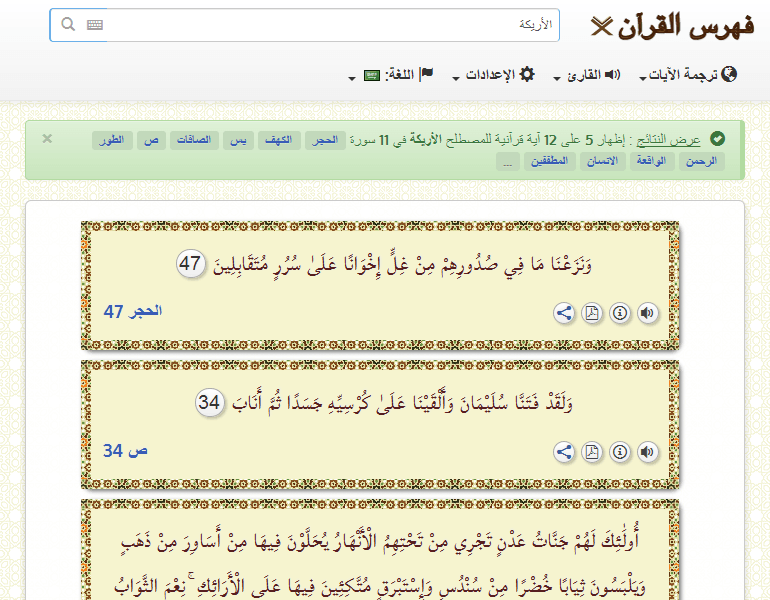 فهرس القرآن
الأريكة
ترجمة الآيات
القارئ
الإعدادات
اللغة:
عرض النتائج : إظهار 5 على 12 آية قرآنية للمصطلح الأريكة في 11 سورة الحجر الكهف يس الصافات ص الطور
الرحمن الواقعة الانسان المطففين ...
وَنَزَعْنَا مَا فِي صُدُورِهِمْ مِنْ غِلٍّ إِخْوَانًا عَلَىٰ سُرُرٍ مُتَقَابِلِينَ 47
الحجر 47
وَلَقَدْ فَتَنَّا سُلَيْمَانَ وَأَلْقَيْنَا عَلَىٰ كُرْسِيِّهِ جَسَدًا ثُمَّ أَنَابَ 34
ص 34
أُولَٰئِكَ لَهُمْ جَنَّاتُ عَدْنٍ تَجْرِي مِنْ تَحْتِهِمُ الْأَنْهَارُ يُحَلَّوْنَ فِيهَا مِنْ أَسَاوِرَ مِنْ ذَهَبٍ
وَيَلْبَسُونَ ثِيَابًا خُضْرًا مِنْ سُنْدُسٍ وَإِسْتَبْرَقٍ مُتَّكِئِينَ فِيهَا عَلَى الْأَرَائِكِ ۚ نِعْمَ الثَّوَابُ